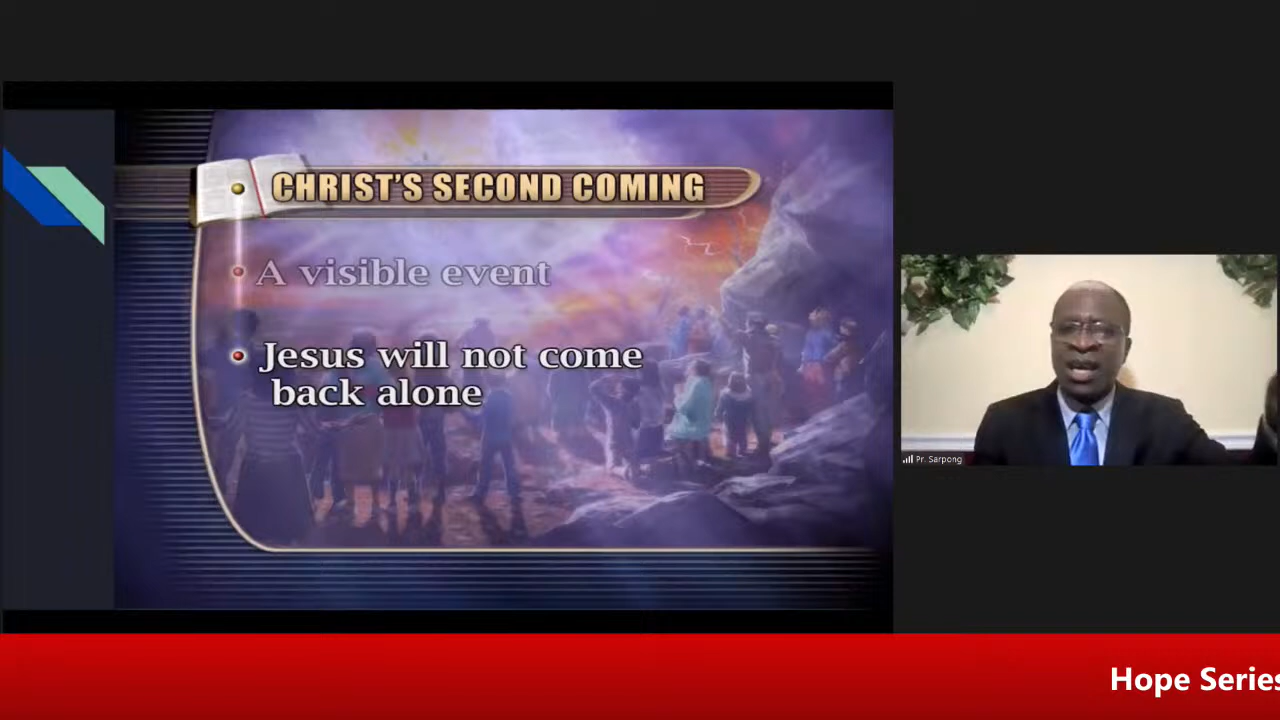 CHRIST'S SECOND COMING
A visible event
Jesus will not come
back alone
Pr. Sarpong
Hope Series